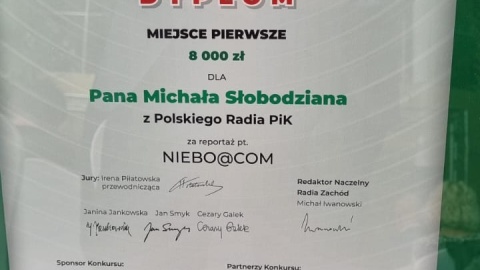 DYPLOM
MIEJSCE PIERWSZE
8 000 zł
DLA
Pana Michała Słobodziana
z Polskiego Radia PiK
za reportaż pt.
NIEBO@COM
Jury: Irena Piłatowska
przewodnicząca
Redaktor Naczelny
Radia Zachód
Michał Iwanowski
Janina Jankowska Jan Smyk Cezary Galek
Sponsor Konkursu:
Partnerzy Konkursu: